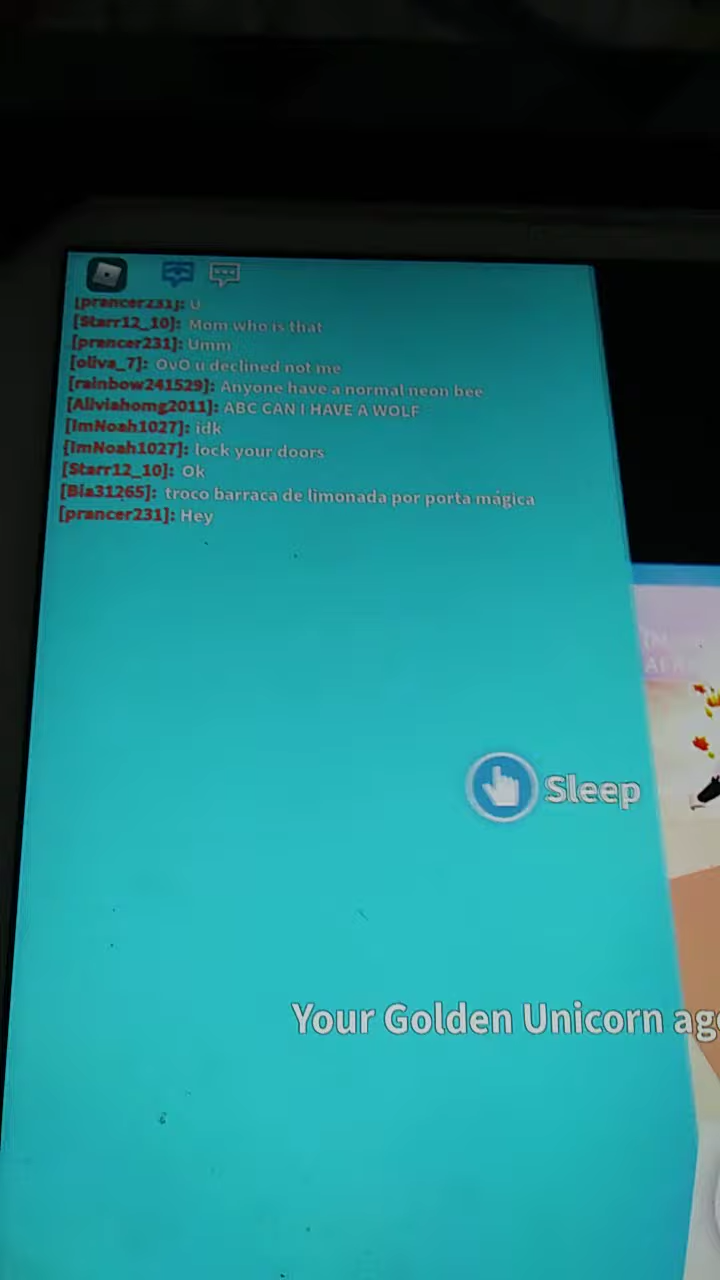 [prancer231]: U
[Starr12_10]: Mom who is that
[prancer231]: Umm
[oliva_7]: OvO u declined not me
[rainbow241529]: Anyone have a normal neon bee
[Aliviahomg2011]: ABC CAN I HAVE A WOLF
[ImNoah1027]: idk
[ImNoah1027]: lock your doors
[Starr12_10]: Ok
[Bia31265]: troco barraca de limonada por porta mágica
[prancer231]: Hey
Sleep
Your Golden Unicorn